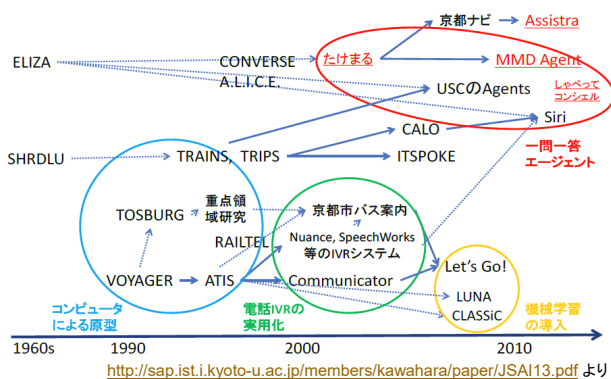 京都ナビ
Assistra
ELIZA
CONVERSE
たけまる
MMD Agent
A.L.I.C.E.
USCのAgents
しゃべって
コンシェル
Siri
CALO
SHRDLU
TRAINS, TRIPS
ITSPOKE
一問一答
エージェント
重点領
域研究
TOSBURG
京都市バス案内
RAILTEL
Nuance, SpeechWorks
等のIVRシステム
VOYAGER
ATIS
Communicator
Let's Go!
LUNA
CLASSiC
コンピュータ
による原型
電話IVRの
実用化
機械学習
の導入
1960s
1990
2000
2010
http://sap.ist.i.kyoto-u.ac.jp/members/kawahara/paper/JSAI13.pdf より